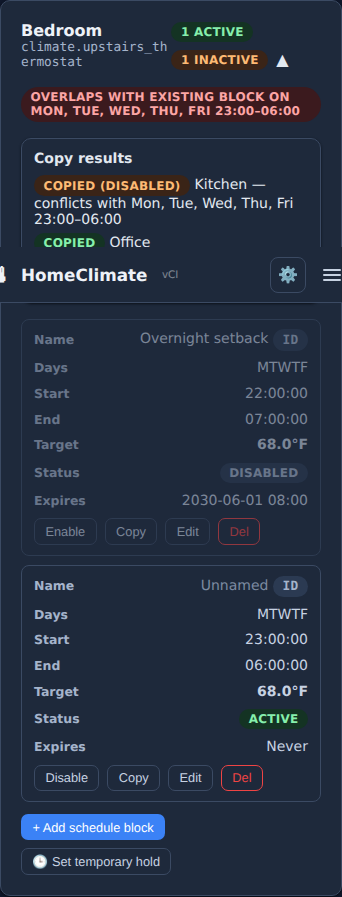 Bedroom
climate.upstairs_th
ermostat
1 ACTIVE
1 INACTIVE ▲
OVERLAPS WITH EXISTING BLOCK ON
MON, TUE, WED, THU, FRI 23:00–06:00
Copy results
COPIED (DISABLED) Kitchen —
conflicts with Mon, Tue, Wed, Thu, Fri
23:00–06:00
COPIED Office
HomeClimate vCI
Name Overnight setback ID
Days MTWTF
Start 22:00:00
End 07:00:00
Target 68.0°F
Status DISABLED
Expires 2030-06-01 08:00
Enable Copy Edit Del
Name Unnamed ID
Days MTWTF
Start 23:00:00
End 06:00:00
Target 68.0°F
Status ACTIVE
Expires Never
Disable Copy Edit Del
+ Add schedule block
🕒 Set temporary hold